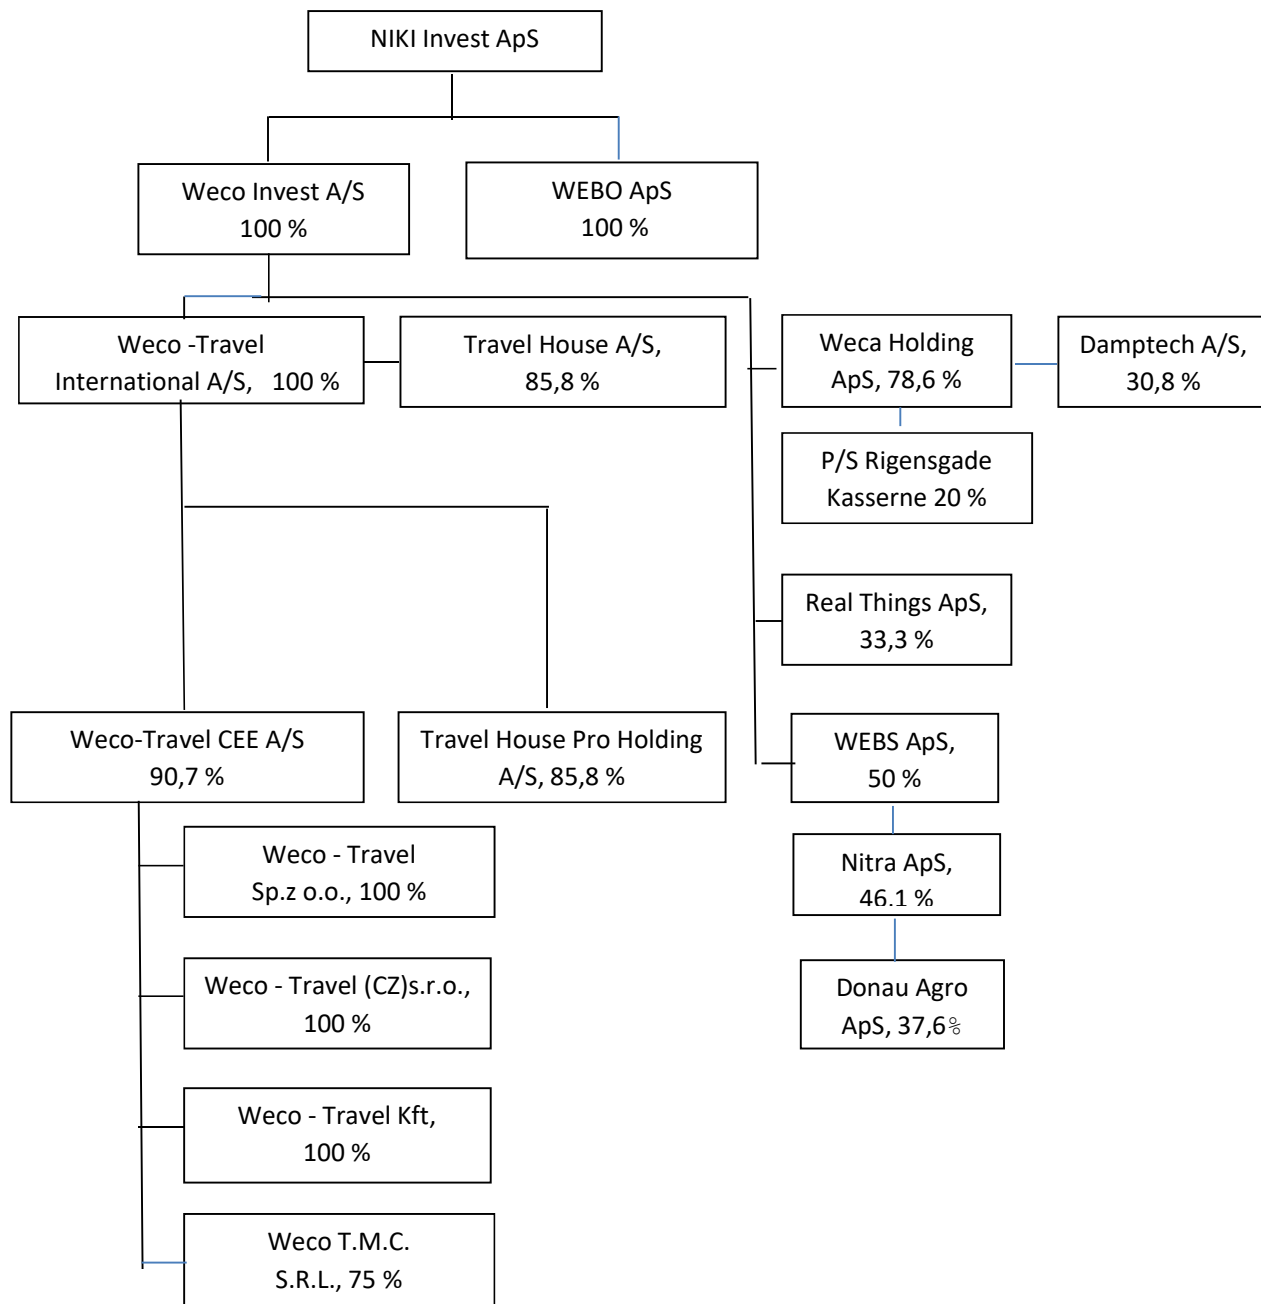 NIKI Invest ApS
Weco Invest A/S
100 %
WEBO ApS
100 %
Weco -Travel
International A/S, 100 %
Travel House A/S,
85,8 %
Weca Holding
ApS, 78,6 %
Damptech A/S,
30,8 %
P/S Rigensgade
Kasserne 20 %
Real Things ApS,
33,3 %
Weco-Travel CEE A/S
90,7 %
Travel House Pro Holding
A/S, 85,8 %
WEBS ApS,
50 %
Weco - Travel
Sp.z o.o., 100 %
Nitra ApS,
46,1 %
Weco - Travel (CZ)s.r.o.,
100 %
Donau Agro
ApS, 37,6%
Weco - Travel Kft,
100 %
Weco T.M.C.
S.R.L., 75 %